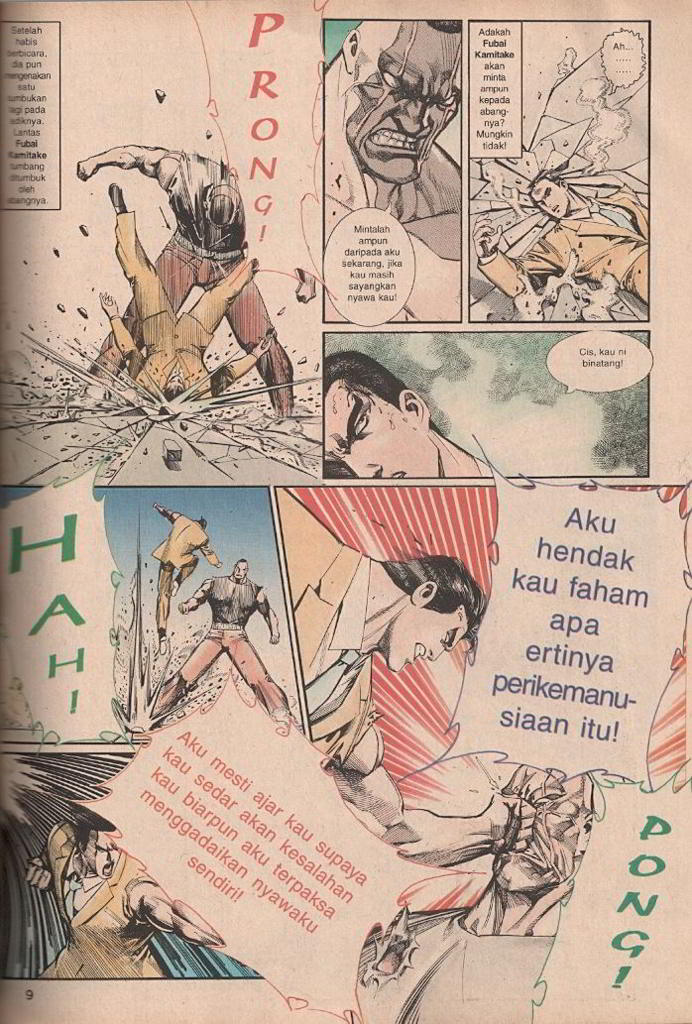 Setelah
habis
berbicara,
dia pun
mengenakan
satu
tumbukan
lagi pada
adiknya.
Lantas
Fubai
Kamitake
tumbang
ditumbuk
oleh
abangnya.
PRONG!
Mintalah
ampun
daripada aku
sekarang, jika
kau masih
sayangkan
nyawa kau!
Adakah
Fubai
Kamitake
akan
minta
ampun
kepada
abang-
nya?
Mungkin
tidak!
Ah...
......
......
Cis, kau ni
binatang!
HAH!
Aku
hendak
kau faham
apa
ertinya
perikemanu-
siaan itu!
Aku mesti ajar kau supaya
kau sedar akan kesalahan
kau biarpun aku terpaksa
menggadaikan nyawaku
sendiri!
PONG!
9